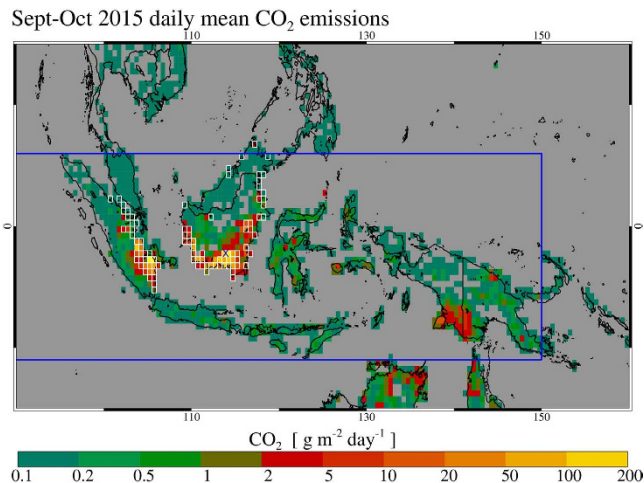 Sept-Oct 2015 daily mean CO₂ emissions
110 130 150
0 0
X
110 130 150
CO₂ [ g m⁻² day⁻¹ ]
0.1 0.2 0.5 1 2 5 10 20 50 100 200